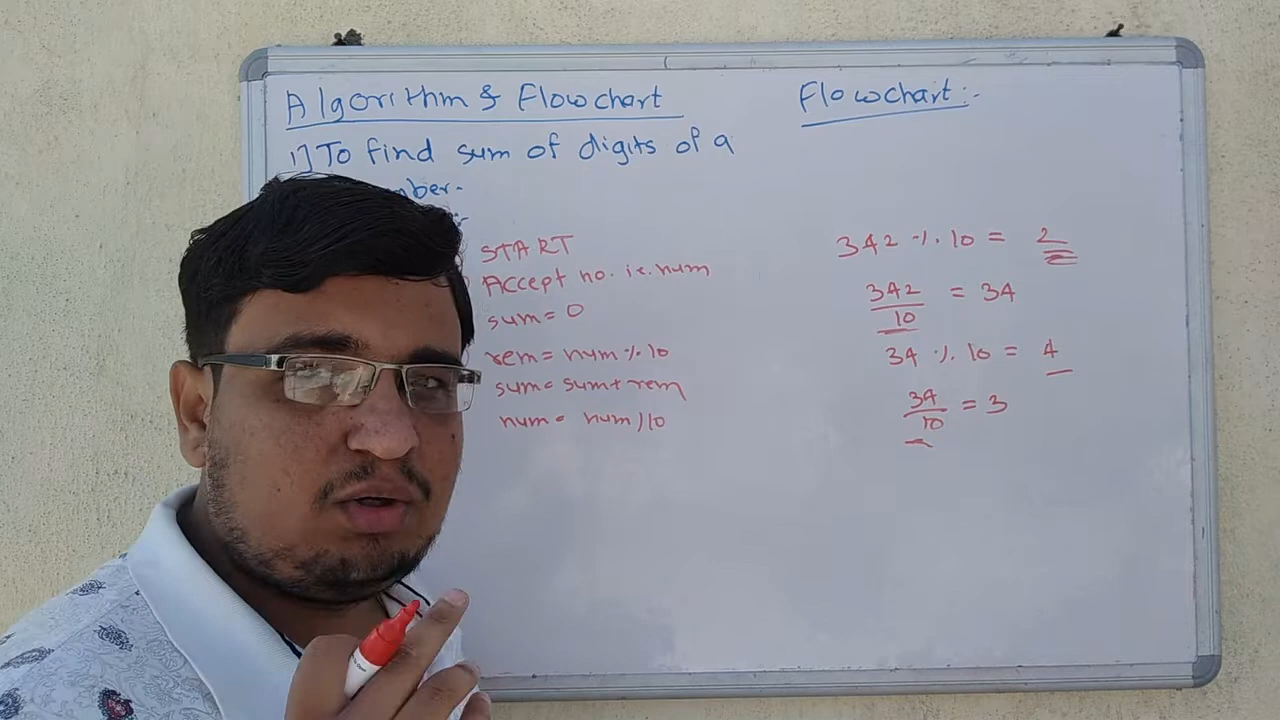 Algorithm & Flowchart
1] To find sum of digits of a
mber.
START
Accept no. i.e. num
sum = 0
rem = num % 10
sum = sum + rem
num = num / 10
Flowchart :-
342 % 10 = 2
342 / 10 = 34
34 % 10 = 4
34 / 10 = 3